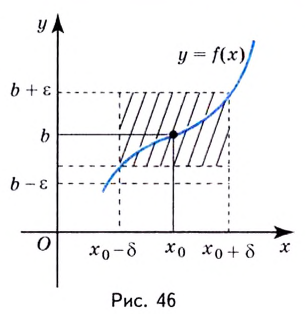 y
y = f(x)
b + ε
b
b − ε
O
x₀−δ
x₀
x₀+δ
x
Рис. 46